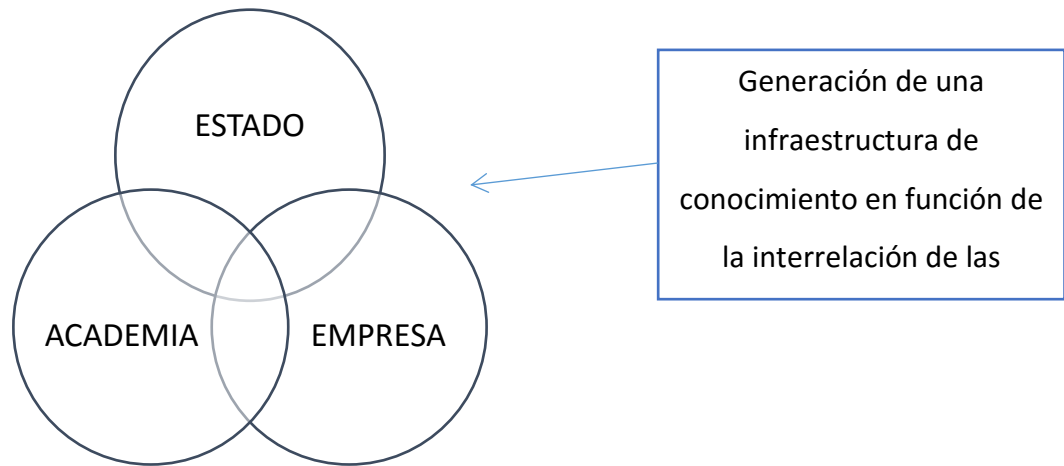 ESTADO
ACADEMIA
EMPRESA
Generación de una
infraestructura de
conocimiento en función de
la interrelación de las